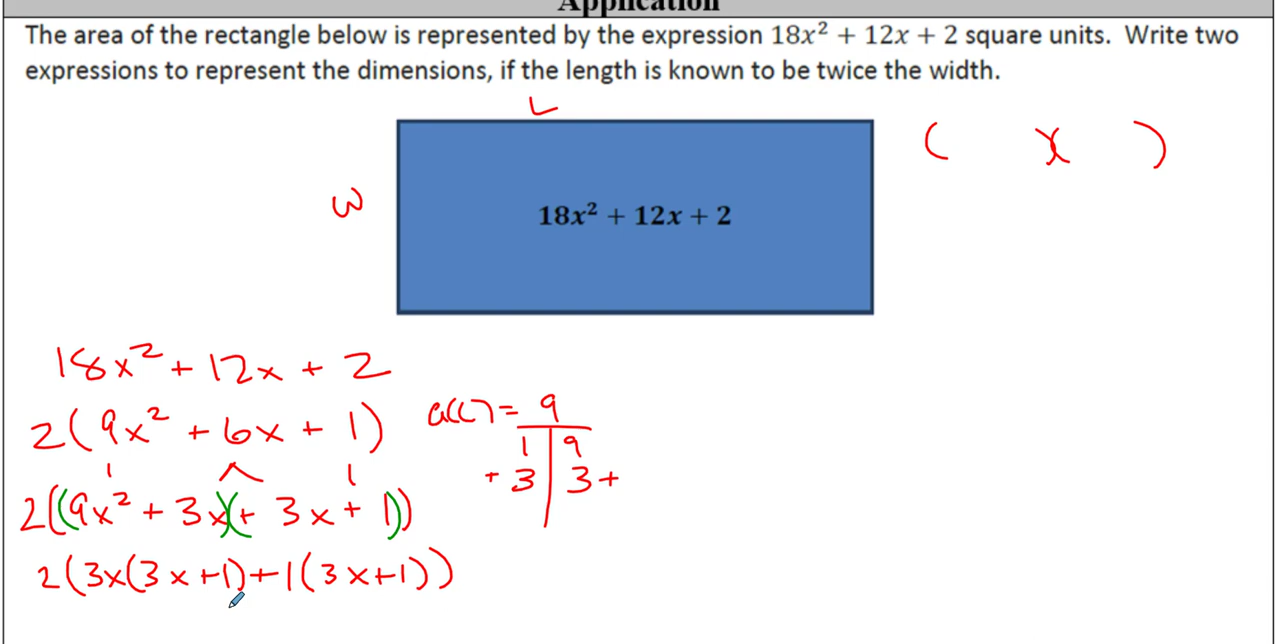 Application
The area of the rectangle below is represented by the expression 18x² + 12x + 2 square units. Write two
expressions to represent the dimensions, if the length is known to be twice the width.
L
( x )
W
18x² + 12x + 2
18x² + 12x + 2
2(9x² + 6x + 1) a(c) = 9
1 9
1 1
+ 3 3 +
2((9x² + 3x)(+ 3x + 1))
2(3x(3x+1)+1(3x+1))